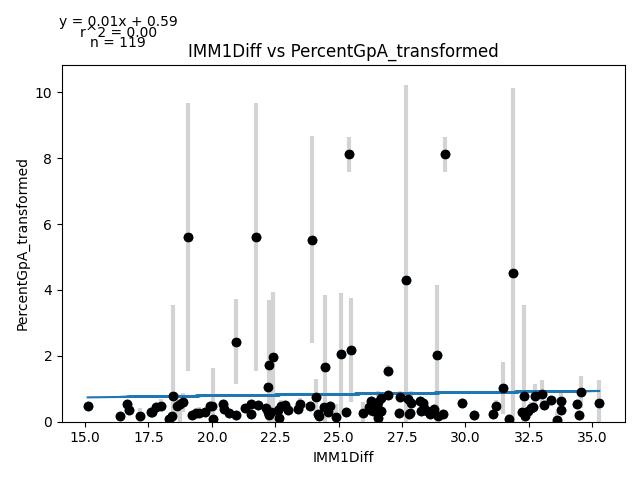 y = 0.01x + 0.59
r^2 = 0.00
n = 119
IMM1Diff vs PercentGpA_transformed
PercentGpA_transformed
10
8
6
4
2
0
15.0 17.5 20.0 22.5 25.0 27.5 30.0 32.5 35.0
IMM1Diff